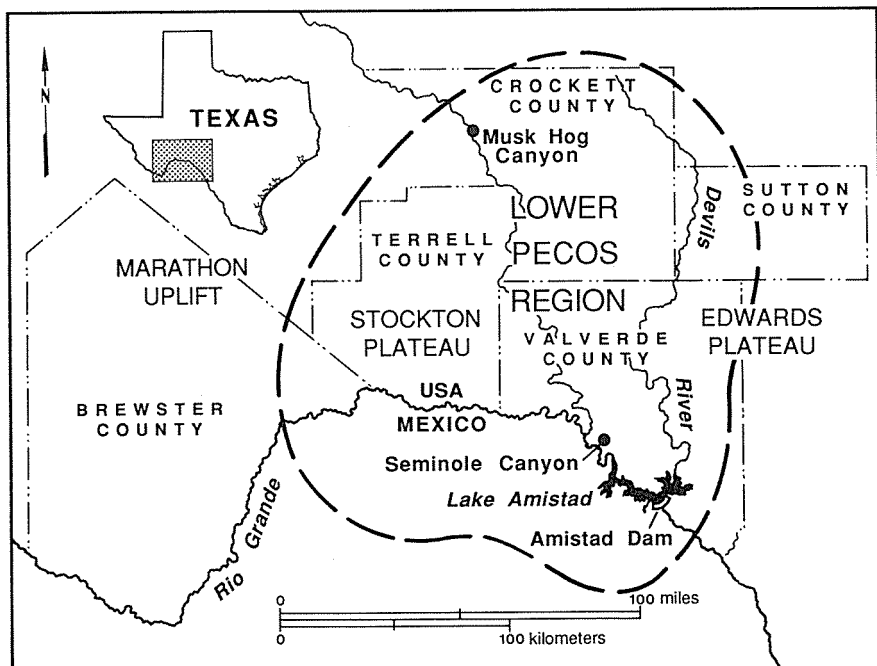 N
TEXAS
CROCKETT
COUNTY
Musk Hog
Canyon
Devils
SUTTON
COUNTY
LOWER
PECOS
REGION
TERRELL
COUNTY
MARATHON
UPLIFT
STOCKTON
PLATEAU
VALVERDE
COUNTY
EDWARDS
PLATEAU
BREWSTER
COUNTY
USA
MEXICO
River
Seminole Canyon
Lake Amistad
Amistad Dam
Rio Grande
0 100 miles
0 100 kilometers